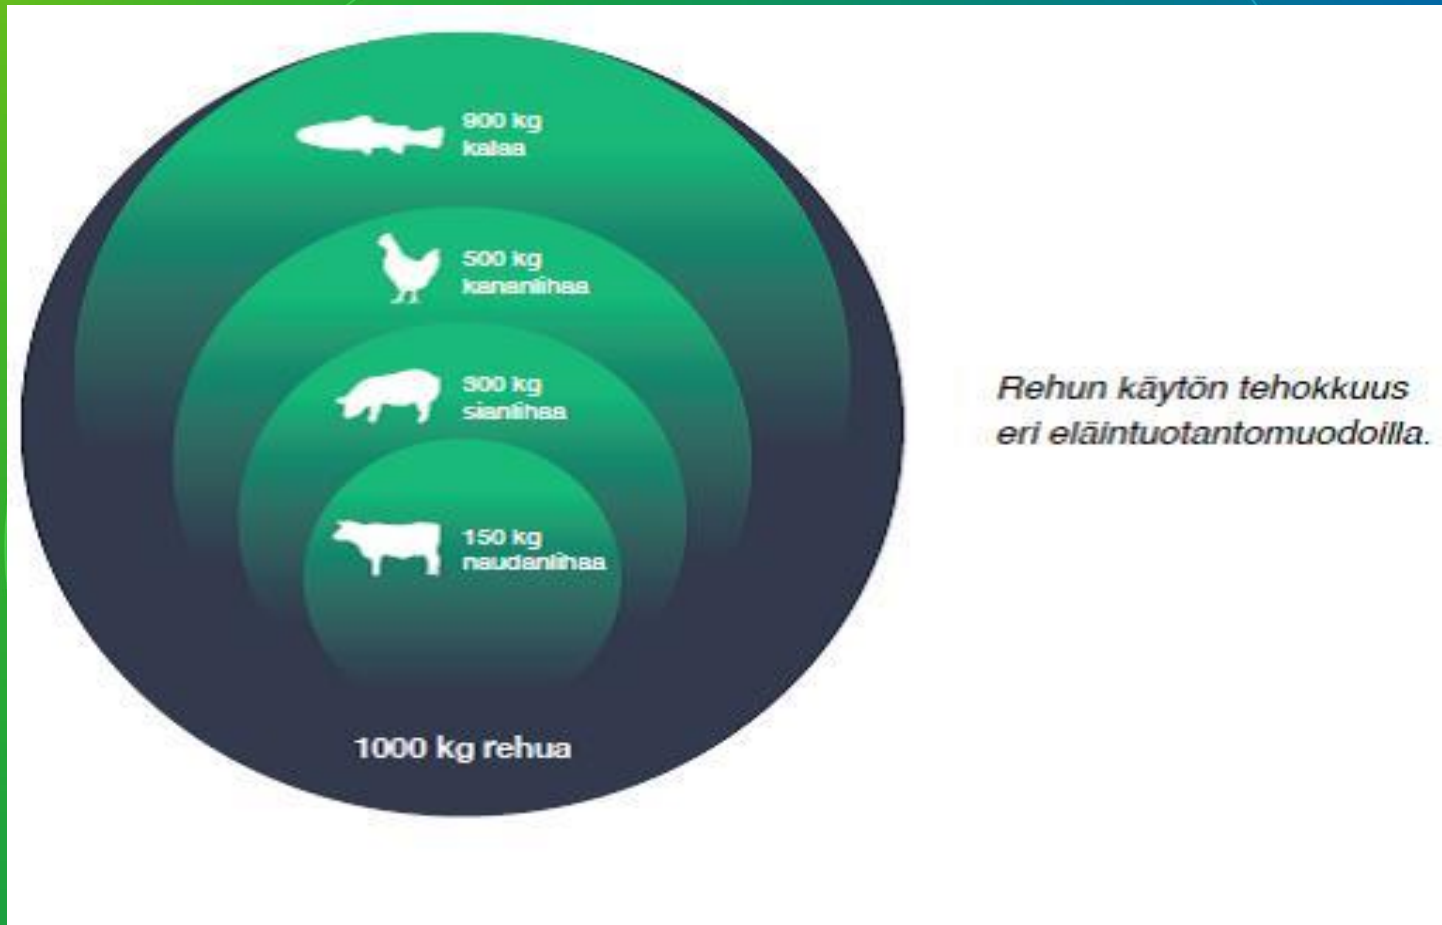 900 kg
kalaa
500 kg
kananlihaa
300 kg
sianlihaa
150 kg
naudanlihaa
1000 kg rehua
Rehun käytön tehokkuus
eri eläintuotantomuodoilla.